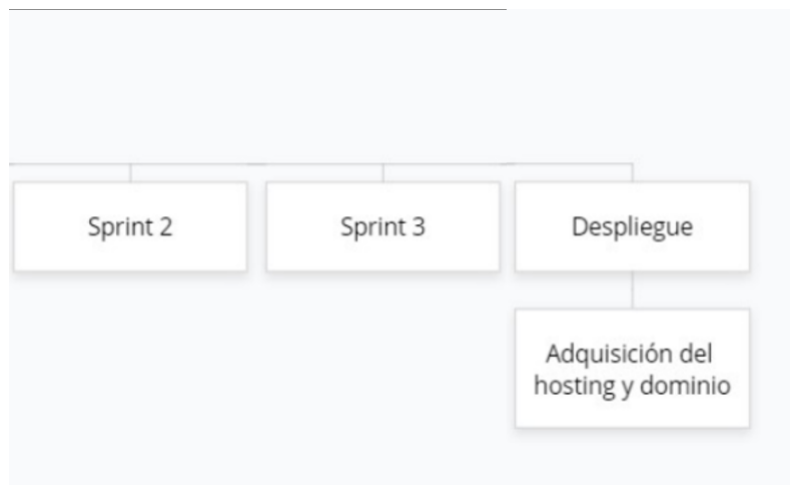 Sprint 2
Sprint 3
Despliegue
Adquisición del
hosting y dominio